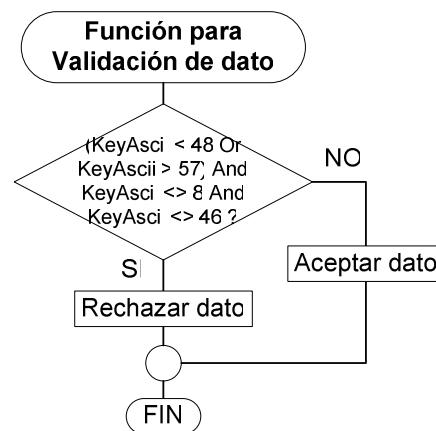 Función para
Validación de dato
(KeyAsci < 48 Or
KeyAscii > 57) And
KeyAsci <> 8 And
KeyAsci <> 46 ?
NO
SI
Aceptar dato
Rechazar dato
FIN